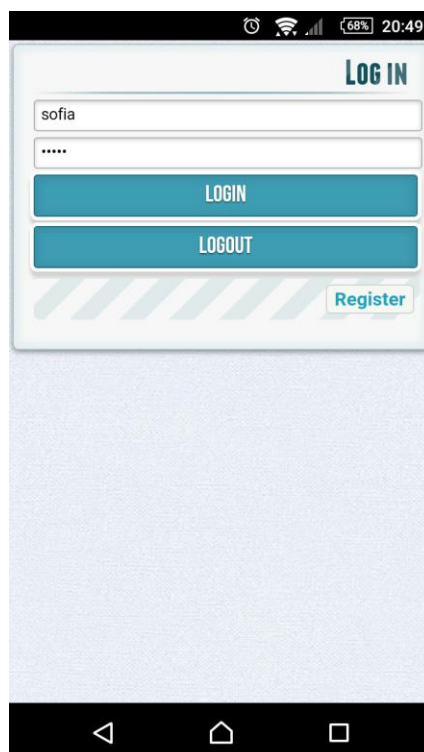 68% 20:49
LOG IN
sofia
•••••
LOGIN
LOGOUT
Register